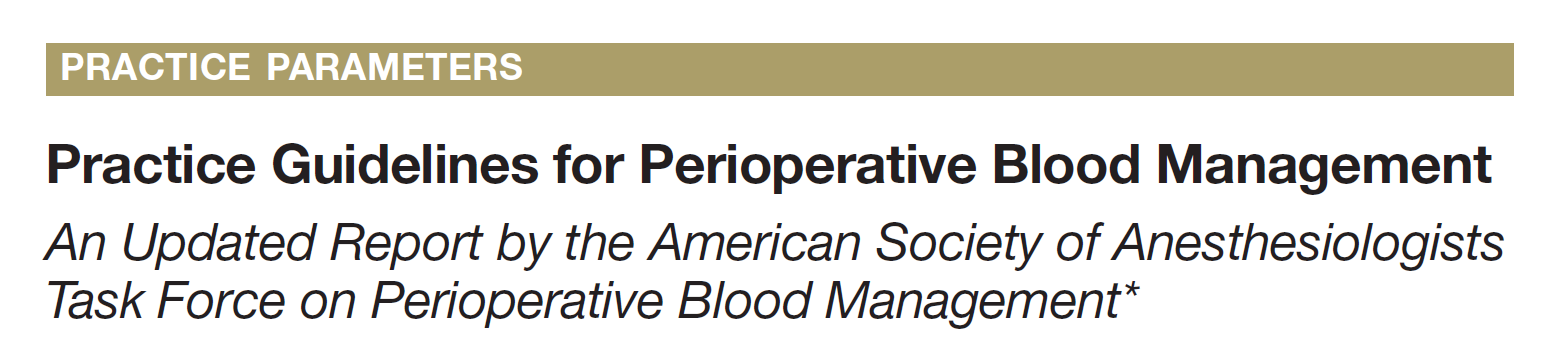 PRACTICE PARAMETERS
Practice Guidelines for Perioperative Blood Management
An Updated Report by the American Society of Anesthesiologists
Task Force on Perioperative Blood Management*